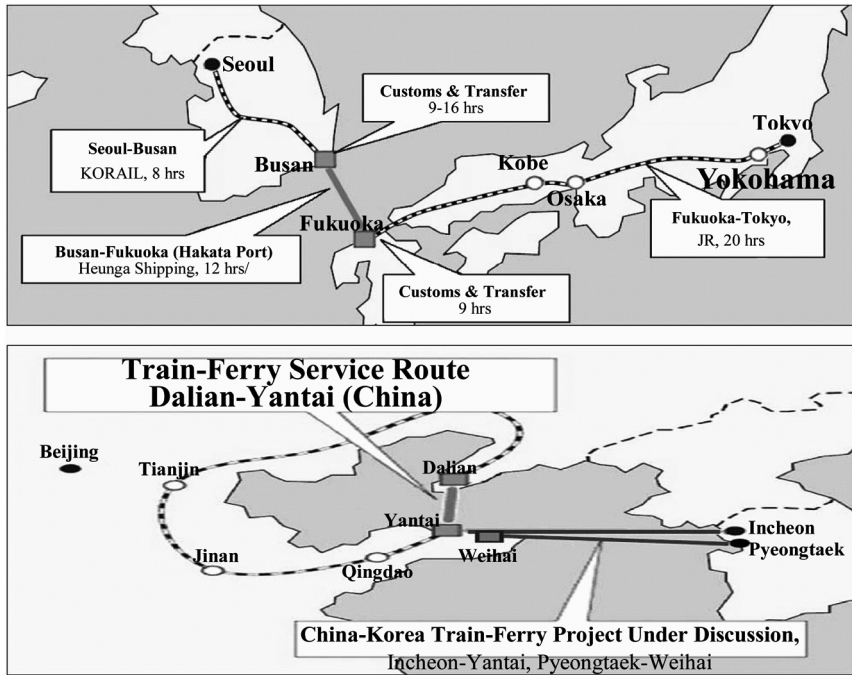 Seoul
Customs & Transfer
9-16 hrs
Tokvo
Seoul-Busan
KORAIL, 8 hrs
Busan
Kobe
Osaka
Yokohama
Fukuoka
Fukuoka-Tokyo,
JR, 20 hrs
Busan-Fukuoka (Hakata Port)
Heunga Shipping, 12 hrs/
Customs & Transfer
9 hrs
Train-Ferry Service Route
Dalian-Yantai (China)
Beijing
Tianjin
Dalian
Yantai
Incheon
Weihai
Pyeongtaek
Jinan
Qingdao
China-Korea Train-Ferry Project Under Discussion,
Incheon-Yantai, Pyeongtaek-Weihai